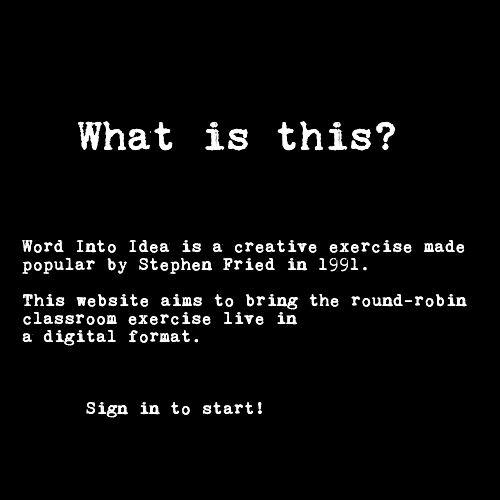 What is this?
Word Into Idea is a creative exercise made
popular by Stephen Fried in 1991.
This website aims to bring the round-robin
classroom exercise live in
a digital format.
Sign in to start!